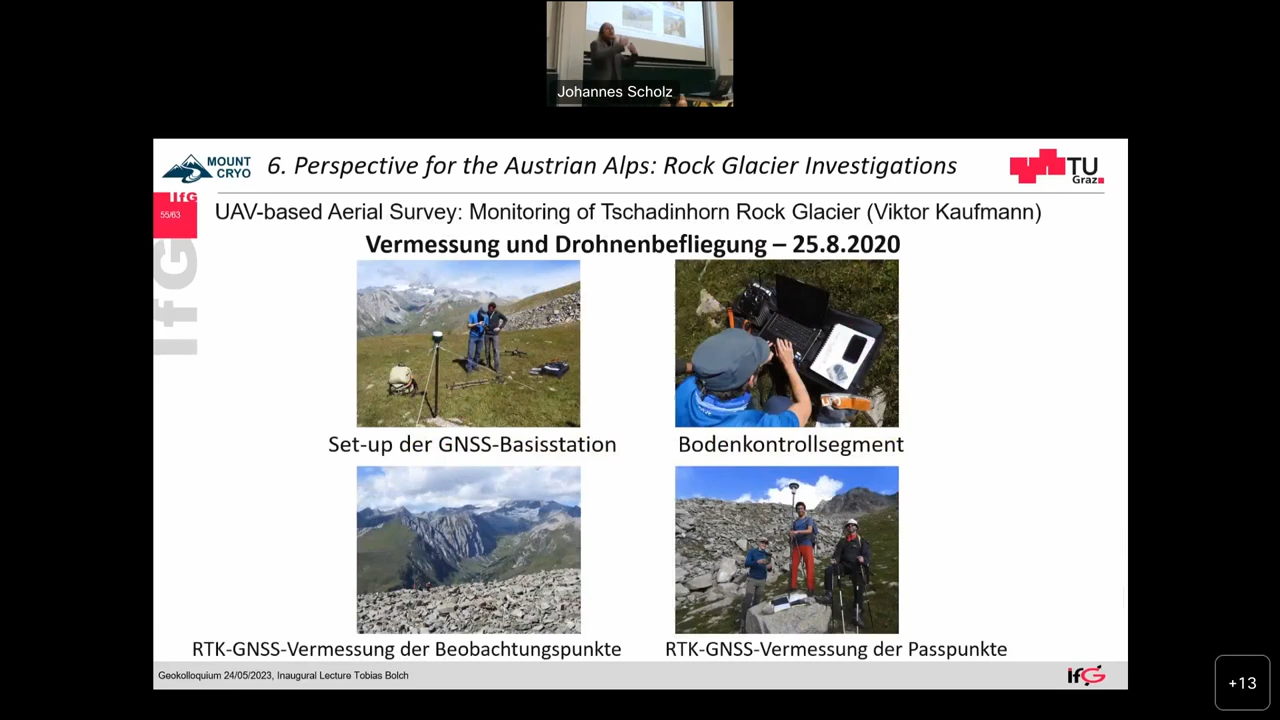 Johannes Scholz
MOUNT
CRYO
6. Perspective for the Austrian Alps: Rock Glacier Investigations
TU
Graz
IfG
55/63
UAV-based Aerial Survey: Monitoring of Tschadinhorn Rock Glacier (Viktor Kaufmann)
Vermessung und Drohnenbefliegung – 25.8.2020
IfG
Set-up der GNSS-Basisstation
Bodenkontrollsegment
RTK-GNSS-Vermessung der Beobachtungspunkte
RTK-GNSS-Vermessung der Passpunkte
Geokolloquium 24/05/2023, Inaugural Lecture Tobias Bolch
ifG
+13